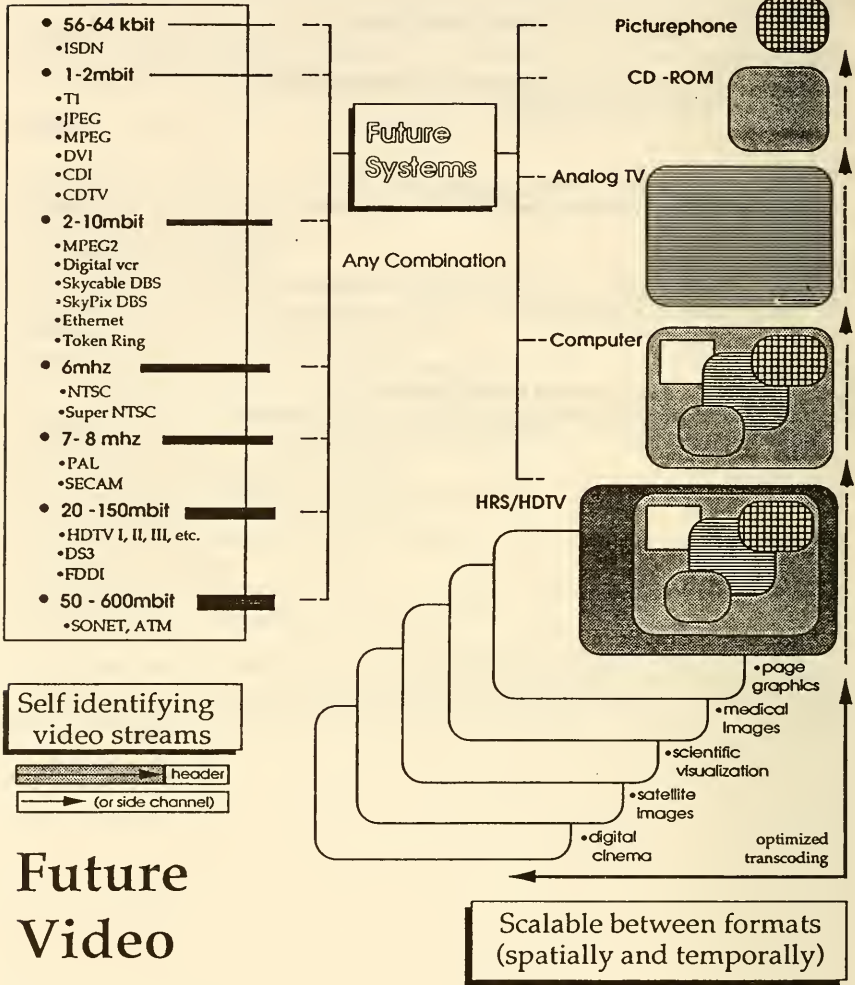 • 56-64 kbit
•ISDN
• 1-2mbit
•T1
•JPEG
•MPEG
•DVI
•CDI
•CDTV
• 2-10mbit
•MPEG2
•Digital vcr
•Skycable DBS
•SkyPix DBS
•Ethernet
•Token Ring
• 6mhz
•NTSC
•Super NTSC
• 7- 8 mhz
•PAL
•SECAM
• 20 -150mbit
•HDTV I, II, III, etc.
•DS3
•FDDI
• 50 - 600mbit
•SONET, ATM
Future
Systems
Any Combination
Picturephone
CD -ROM
Analog TV
Computer
HRS/HDTV
•page
graphics
•medical
images
•scientific
visualization
•satellite
images
•digital
cinema
optimized
transcoding
Self identifying
video streams
header
(or side channel)
Future
Video
Scalable between formats
(spatially and temporally)